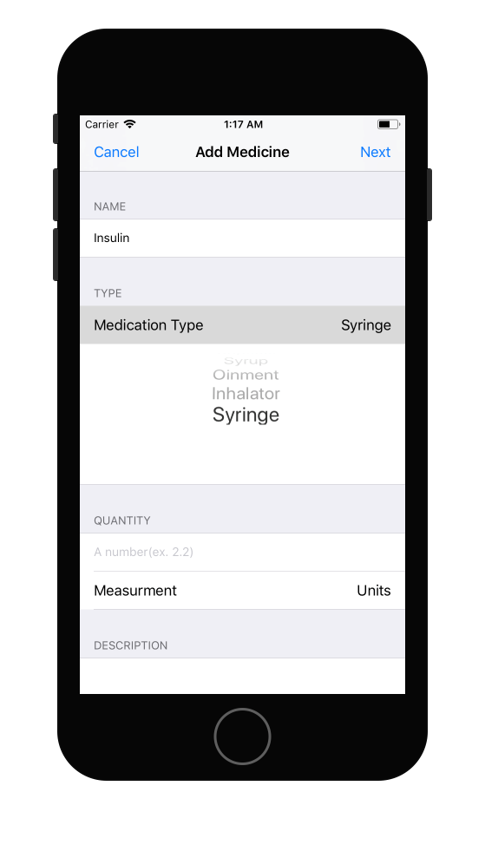 Carrier 1:17 AM
Cancel Add Medicine Next
NAME
Insulin
TYPE
Medication Type Syringe
Syrup
Oinment
Inhalator
Syringe
QUANTITY
A number(ex. 2.2)
Measurment Units
DESCRIPTION